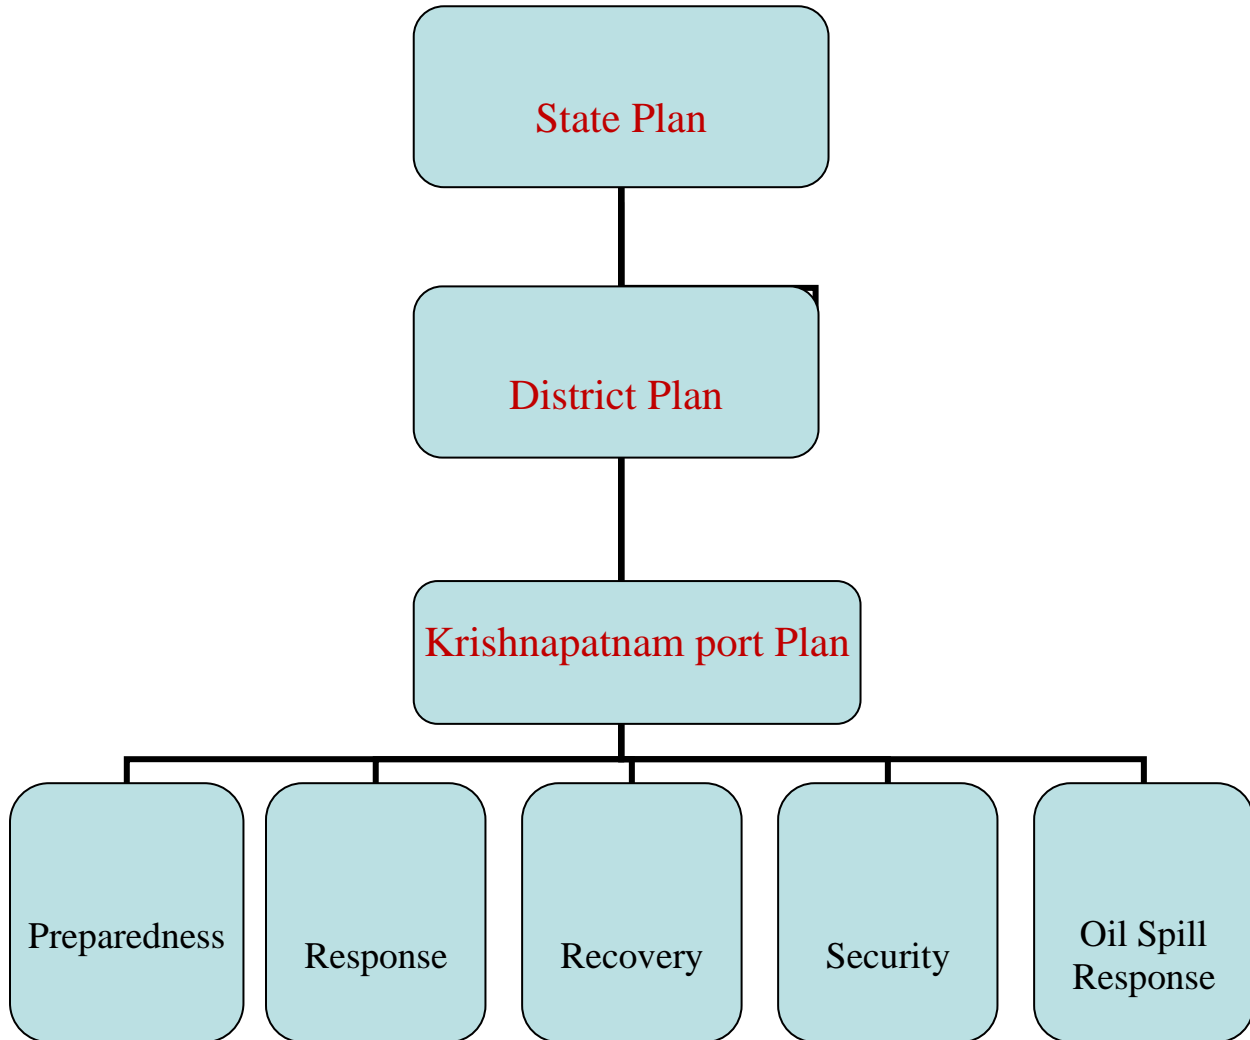 State Plan
District Plan
Krishnapatnam port Plan
Preparedness
Response
Recovery
Security
Oil Spill
Response